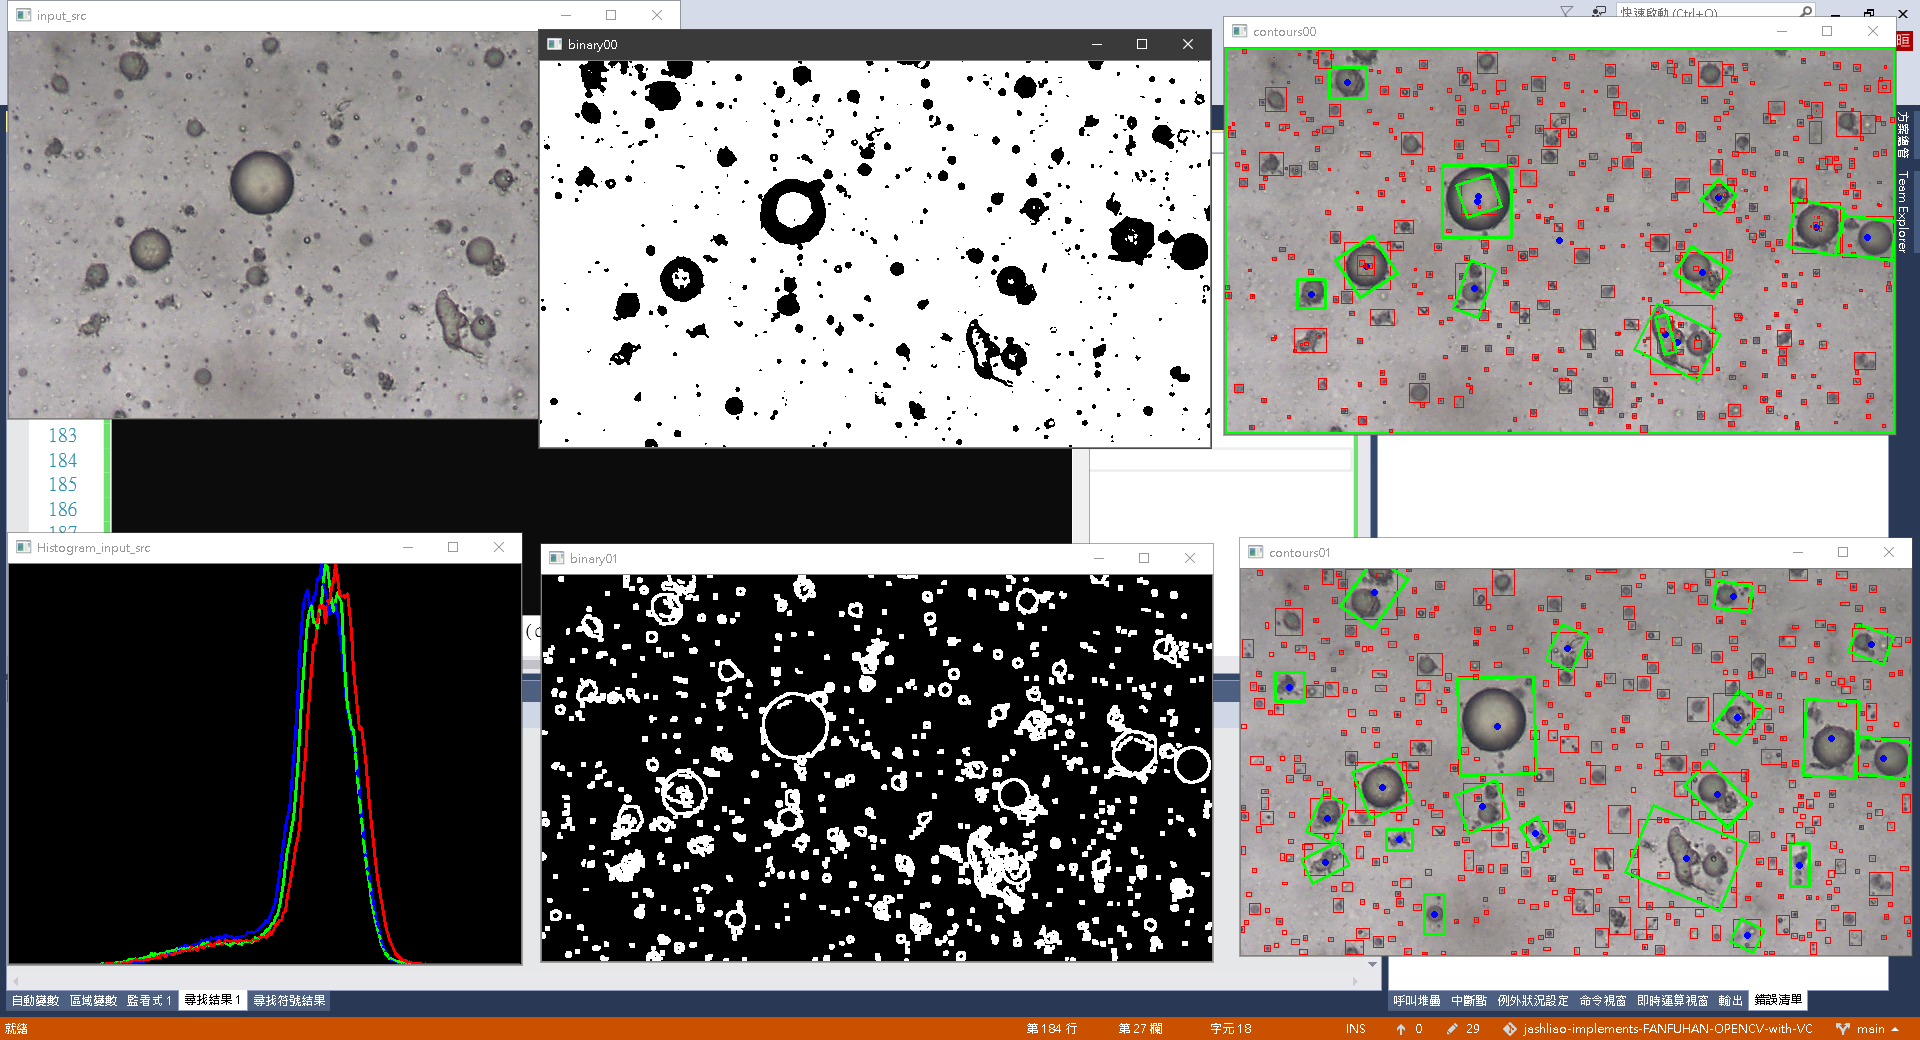 input_src
快速啟動 (Ctrl+Q)
binary00
contours00
方案總管
Team Explorer
183
184
185
186
187
Histogram_input_src
binary01
contours01
(c
自動變數 區域變數 監看式 1 尋找結果 1 尋找符號結果
呼叫堆疊 中斷點 例外狀況設定 命令視窗 即時運算視窗 輸出 錯誤清單
就緒
第 184 行 第 27 欄 字元 18 INS 0 29 jashliao-implements-FANFUHAN-OPENCV-with-VC main